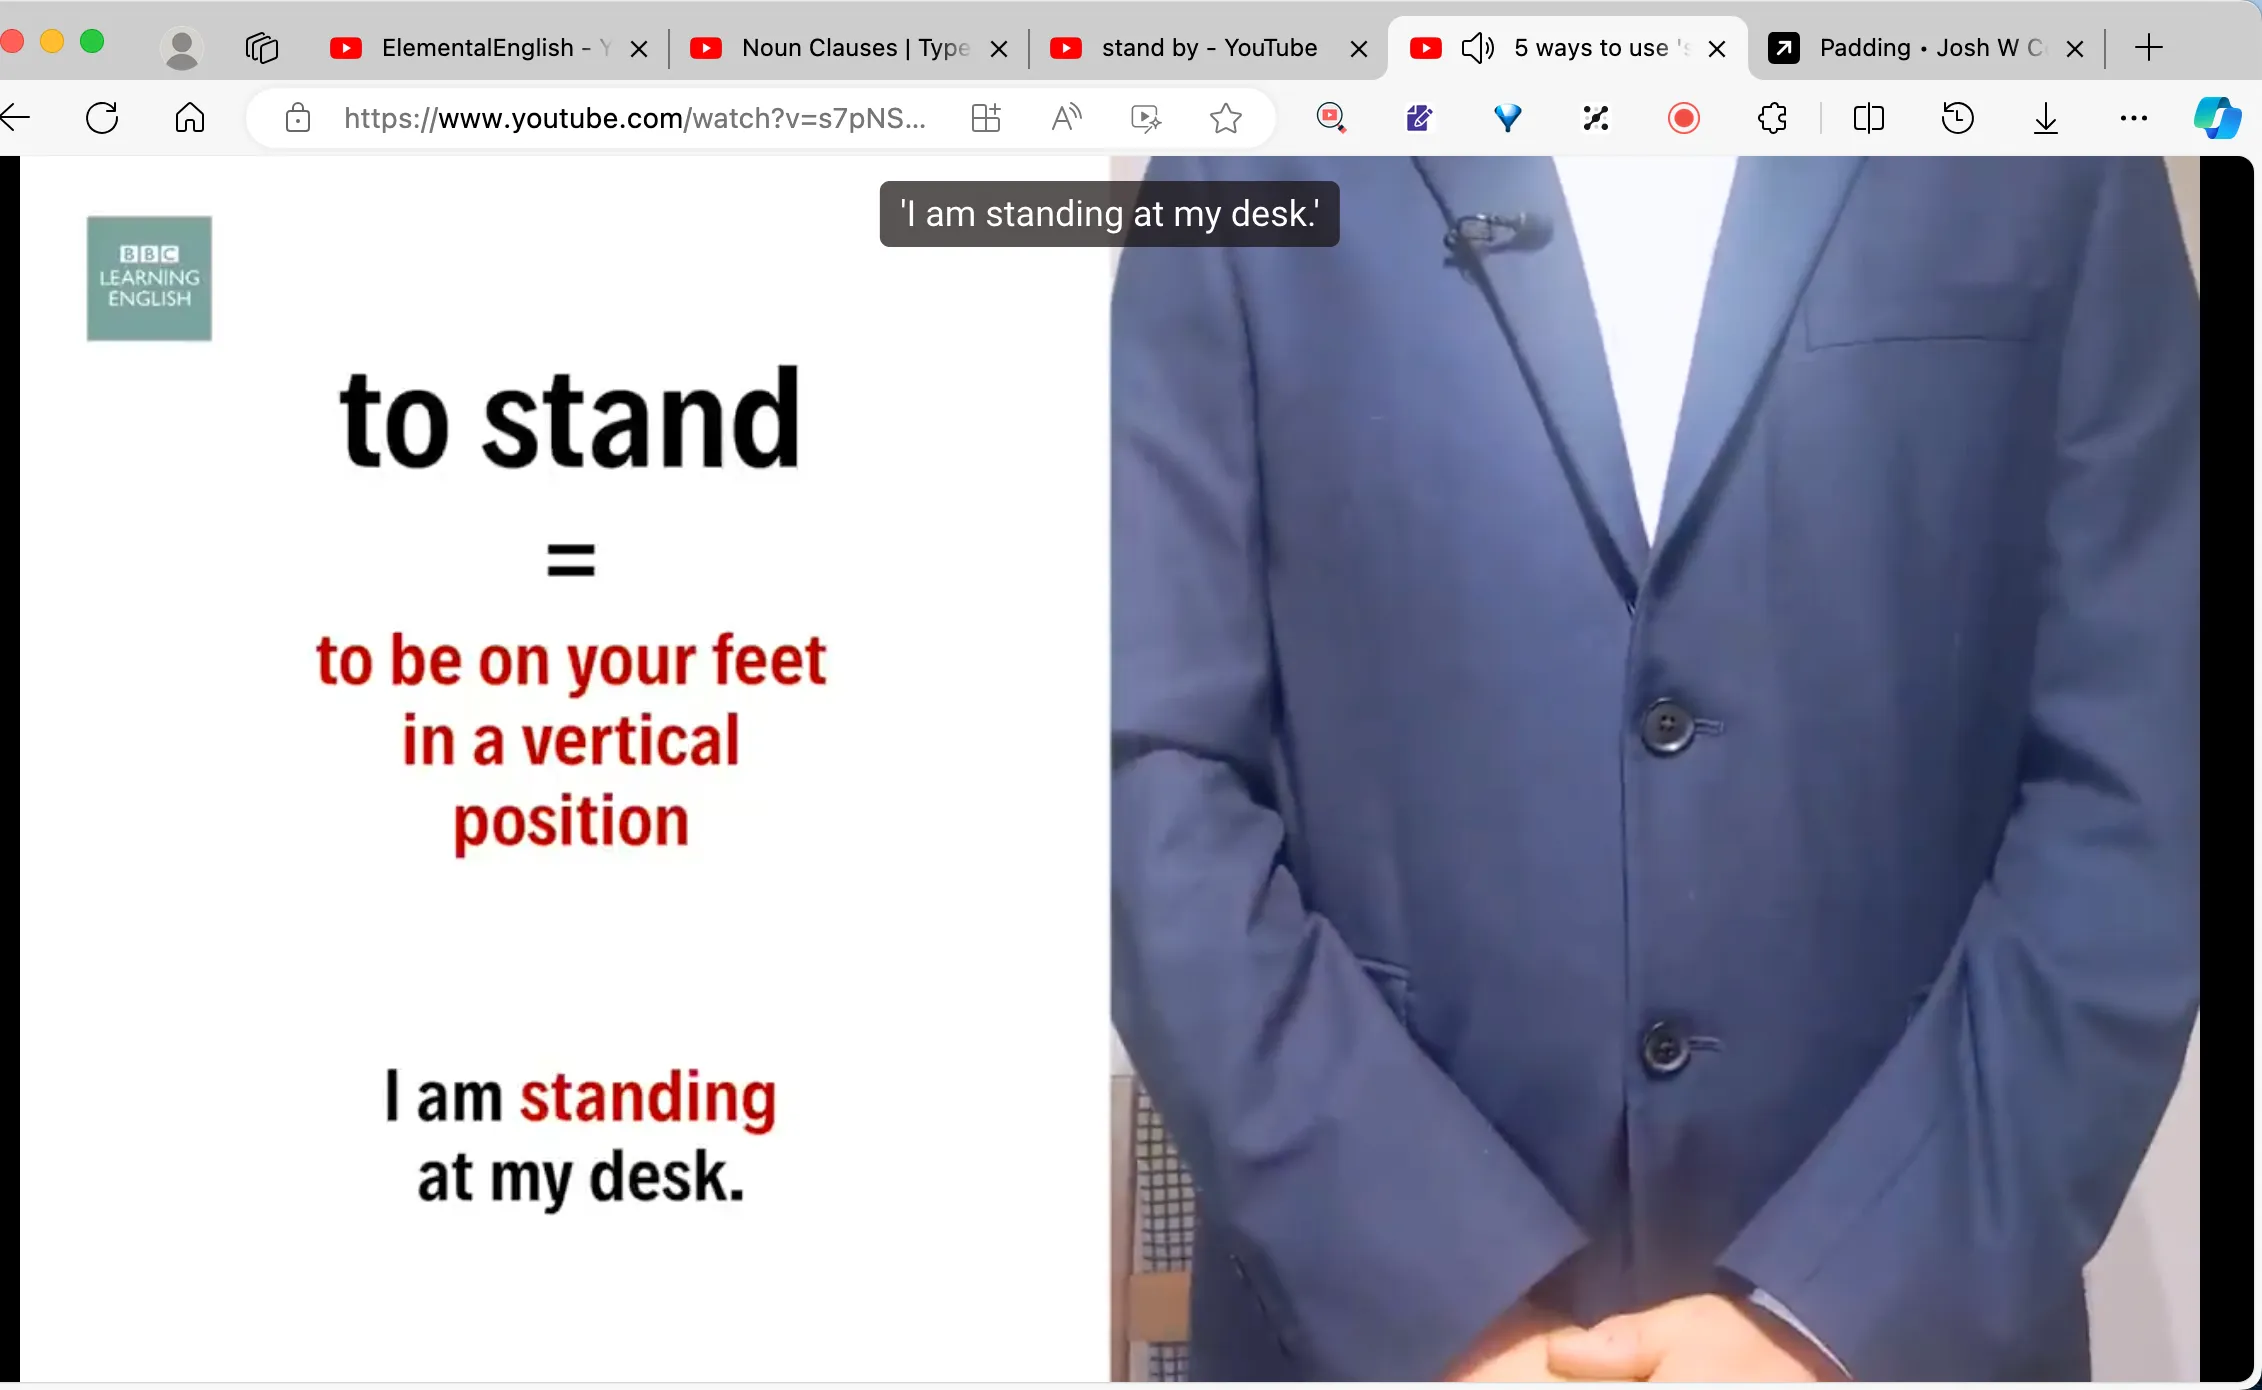 ElementalEnglish -
Noun Clauses | Type
stand by - YouTube
5 ways to use
Padding • Josh W
https://www.youtube.com/watch?v=s7pNS...
'I am standing at my desk.'
BBC
LEARNING
ENGLISH
to stand
=
to be on your feet
in a vertical
position
I am standing
at my desk.